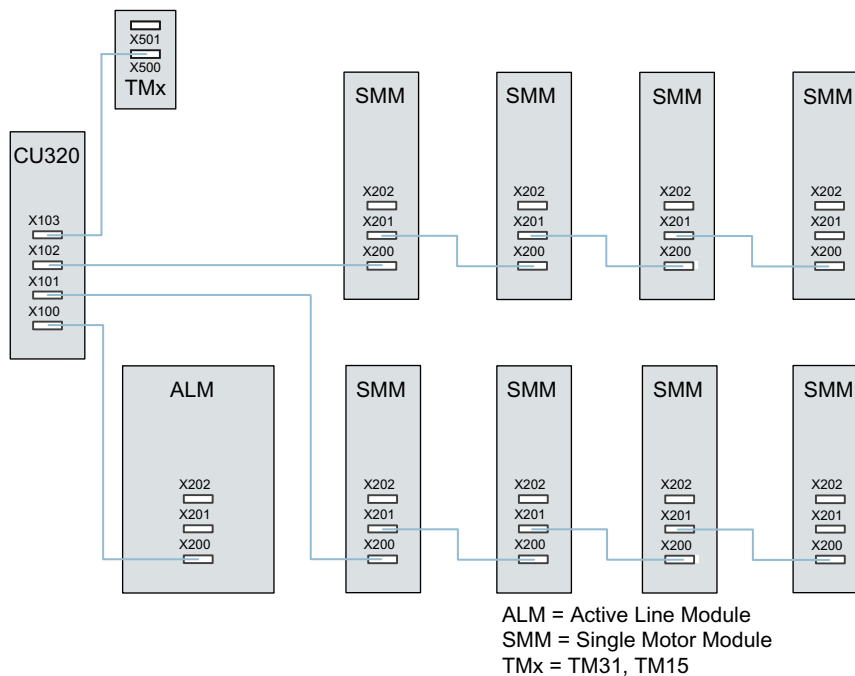 X501
X500
TMx
CU320
X103
X102
X101
X100
SMM
X202
X201
X200
SMM
X202
X201
X200
SMM
X202
X201
X200
SMM
X202
X201
X200
ALM
X202
X201
X200
SMM
X202
X201
X200
SMM
X202
X201
X200
SMM
X202
X201
X200
SMM
X202
X201
X200
ALM = Active Line Module
SMM = Single Motor Module
TMx = TM31, TM15